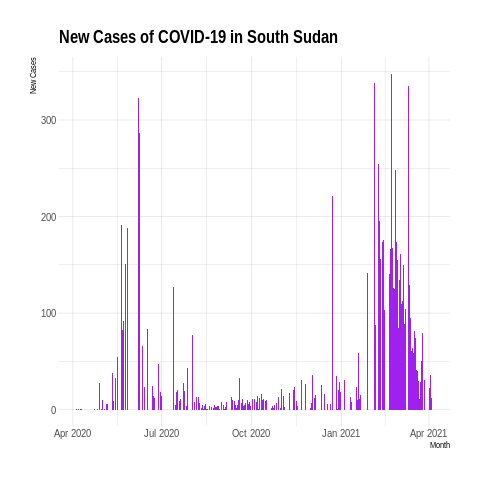 New Cases of COVID-19 in South Sudan
New Cases
300
200
100
0
Apr 2020 Jul 2020 Oct 2020 Jan 2021 Apr 2021
Month